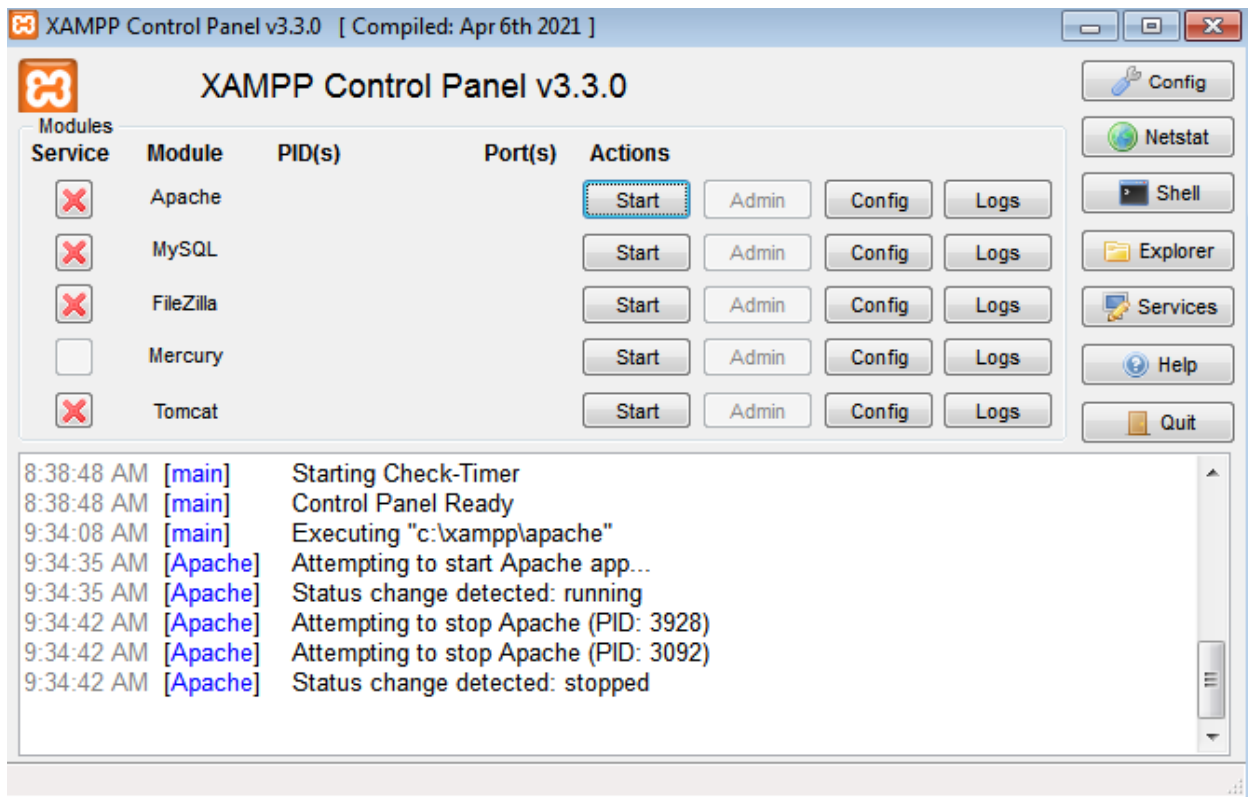 XAMPP Control Panel v3.3.0 [ Compiled: Apr 6th 2021 ]
XAMPP Control Panel v3.3.0
Config
Modules
Service Module PID(s) Port(s) Actions
Netstat
Apache Start Admin Config Logs
Shell
MySQL Start Admin Config Logs
Explorer
FileZilla Start Admin Config Logs
Services
Mercury Start Admin Config Logs
Help
Tomcat Start Admin Config Logs
Quit
8:38:48 AM [main] Starting Check-Timer
8:38:48 AM [main] Control Panel Ready
9:34:08 AM [main] Executing "c:\xampp\apache"
9:34:35 AM [Apache] Attempting to start Apache app...
9:34:35 AM [Apache] Status change detected: running
9:34:42 AM [Apache] Attempting to stop Apache (PID: 3928)
9:34:42 AM [Apache] Attempting to stop Apache (PID: 3092)
9:34:42 AM [Apache] Status change detected: stopped